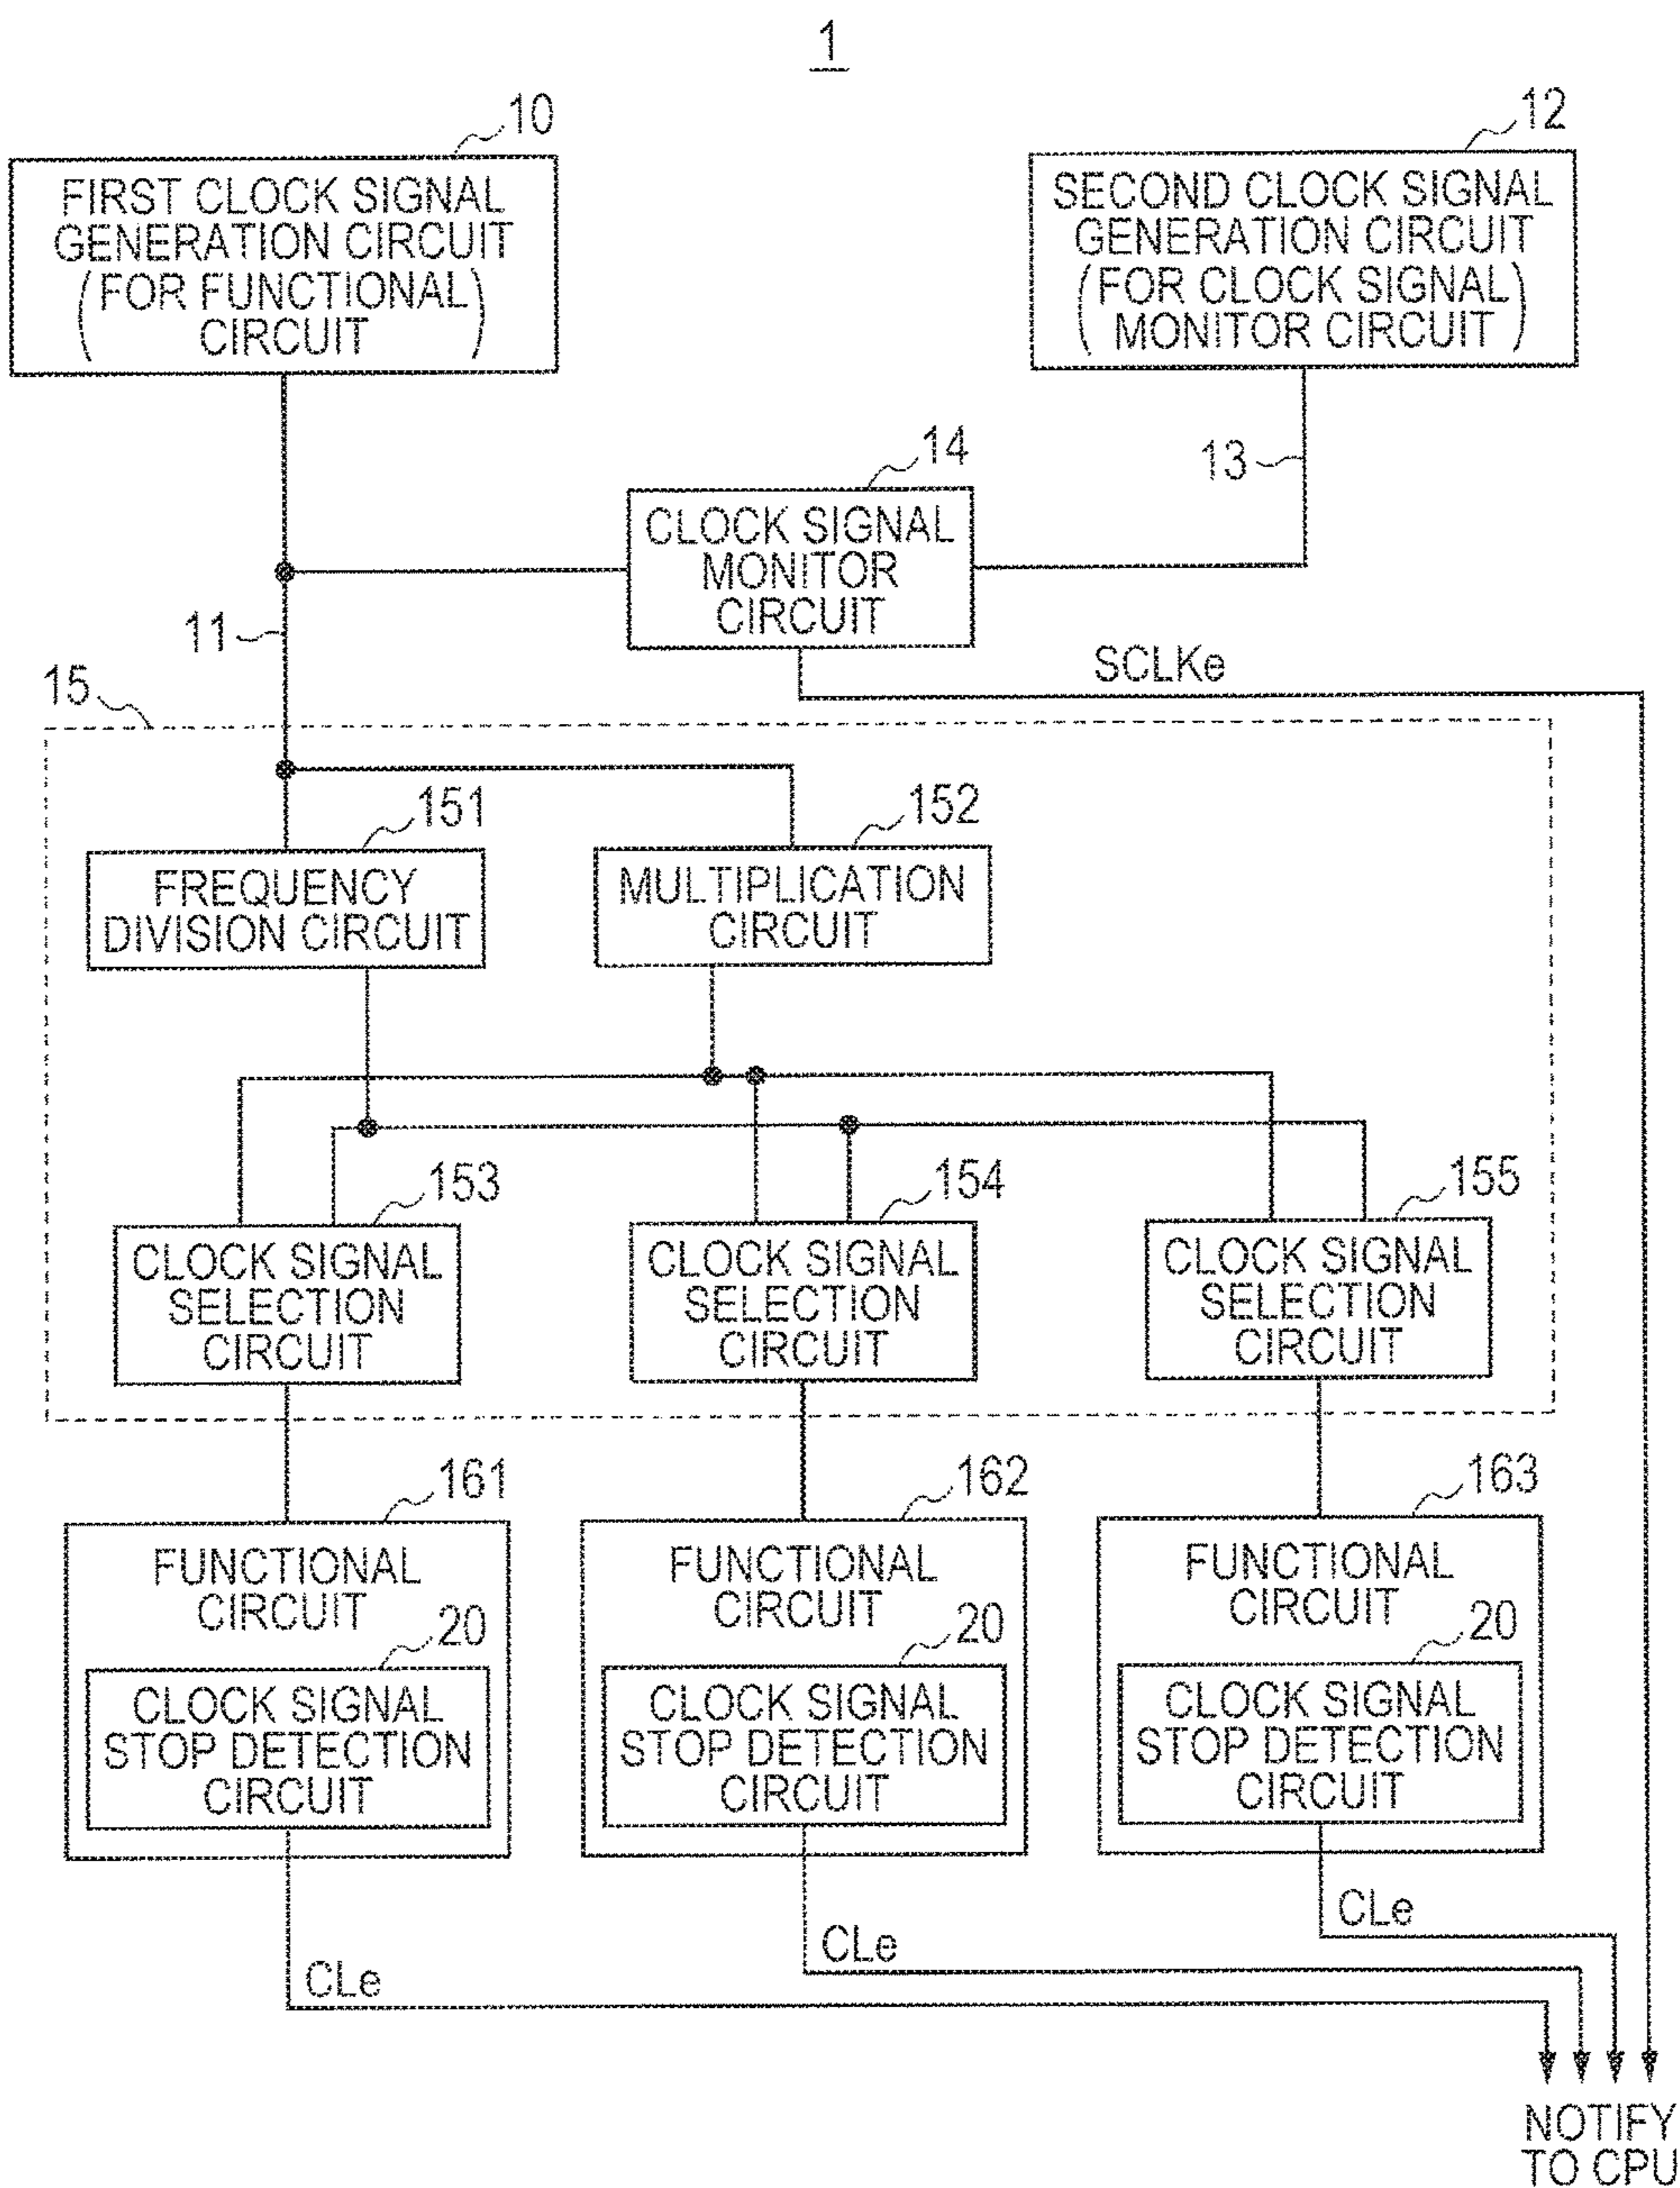 1
10
12
FIRST CLOCK SIGNAL
GENERATION CIRCUIT
(FOR FUNCTIONAL
CIRCUIT)
SECOND CLOCK SIGNAL
GENERATION CIRCUIT
(FOR CLOCK SIGNAL
MONITOR CIRCUIT)
14
13
CLOCK SIGNAL
MONITOR
CIRCUIT
11
SCLKe
15
151
152
FREQUENCY
DIVISION CIRCUIT
MULTIPLICATION
CIRCUIT
153
154
155
CLOCK SIGNAL
SELECTION
CIRCUIT
CLOCK SIGNAL
SELECTION
CIRCUIT
CLOCK SIGNAL
SELECTION
CIRCUIT
161
162
163
FUNCTIONAL
CIRCUIT
FUNCTIONAL
CIRCUIT
FUNCTIONAL
CIRCUIT
20
20
20
CLOCK SIGNAL
STOP DETECTION
CIRCUIT
CLOCK SIGNAL
STOP DETECTION
CIRCUIT
CLOCK SIGNAL
STOP DETECTION
CIRCUIT
CLe
CLe
CLe
NOTIFY
TO CPU